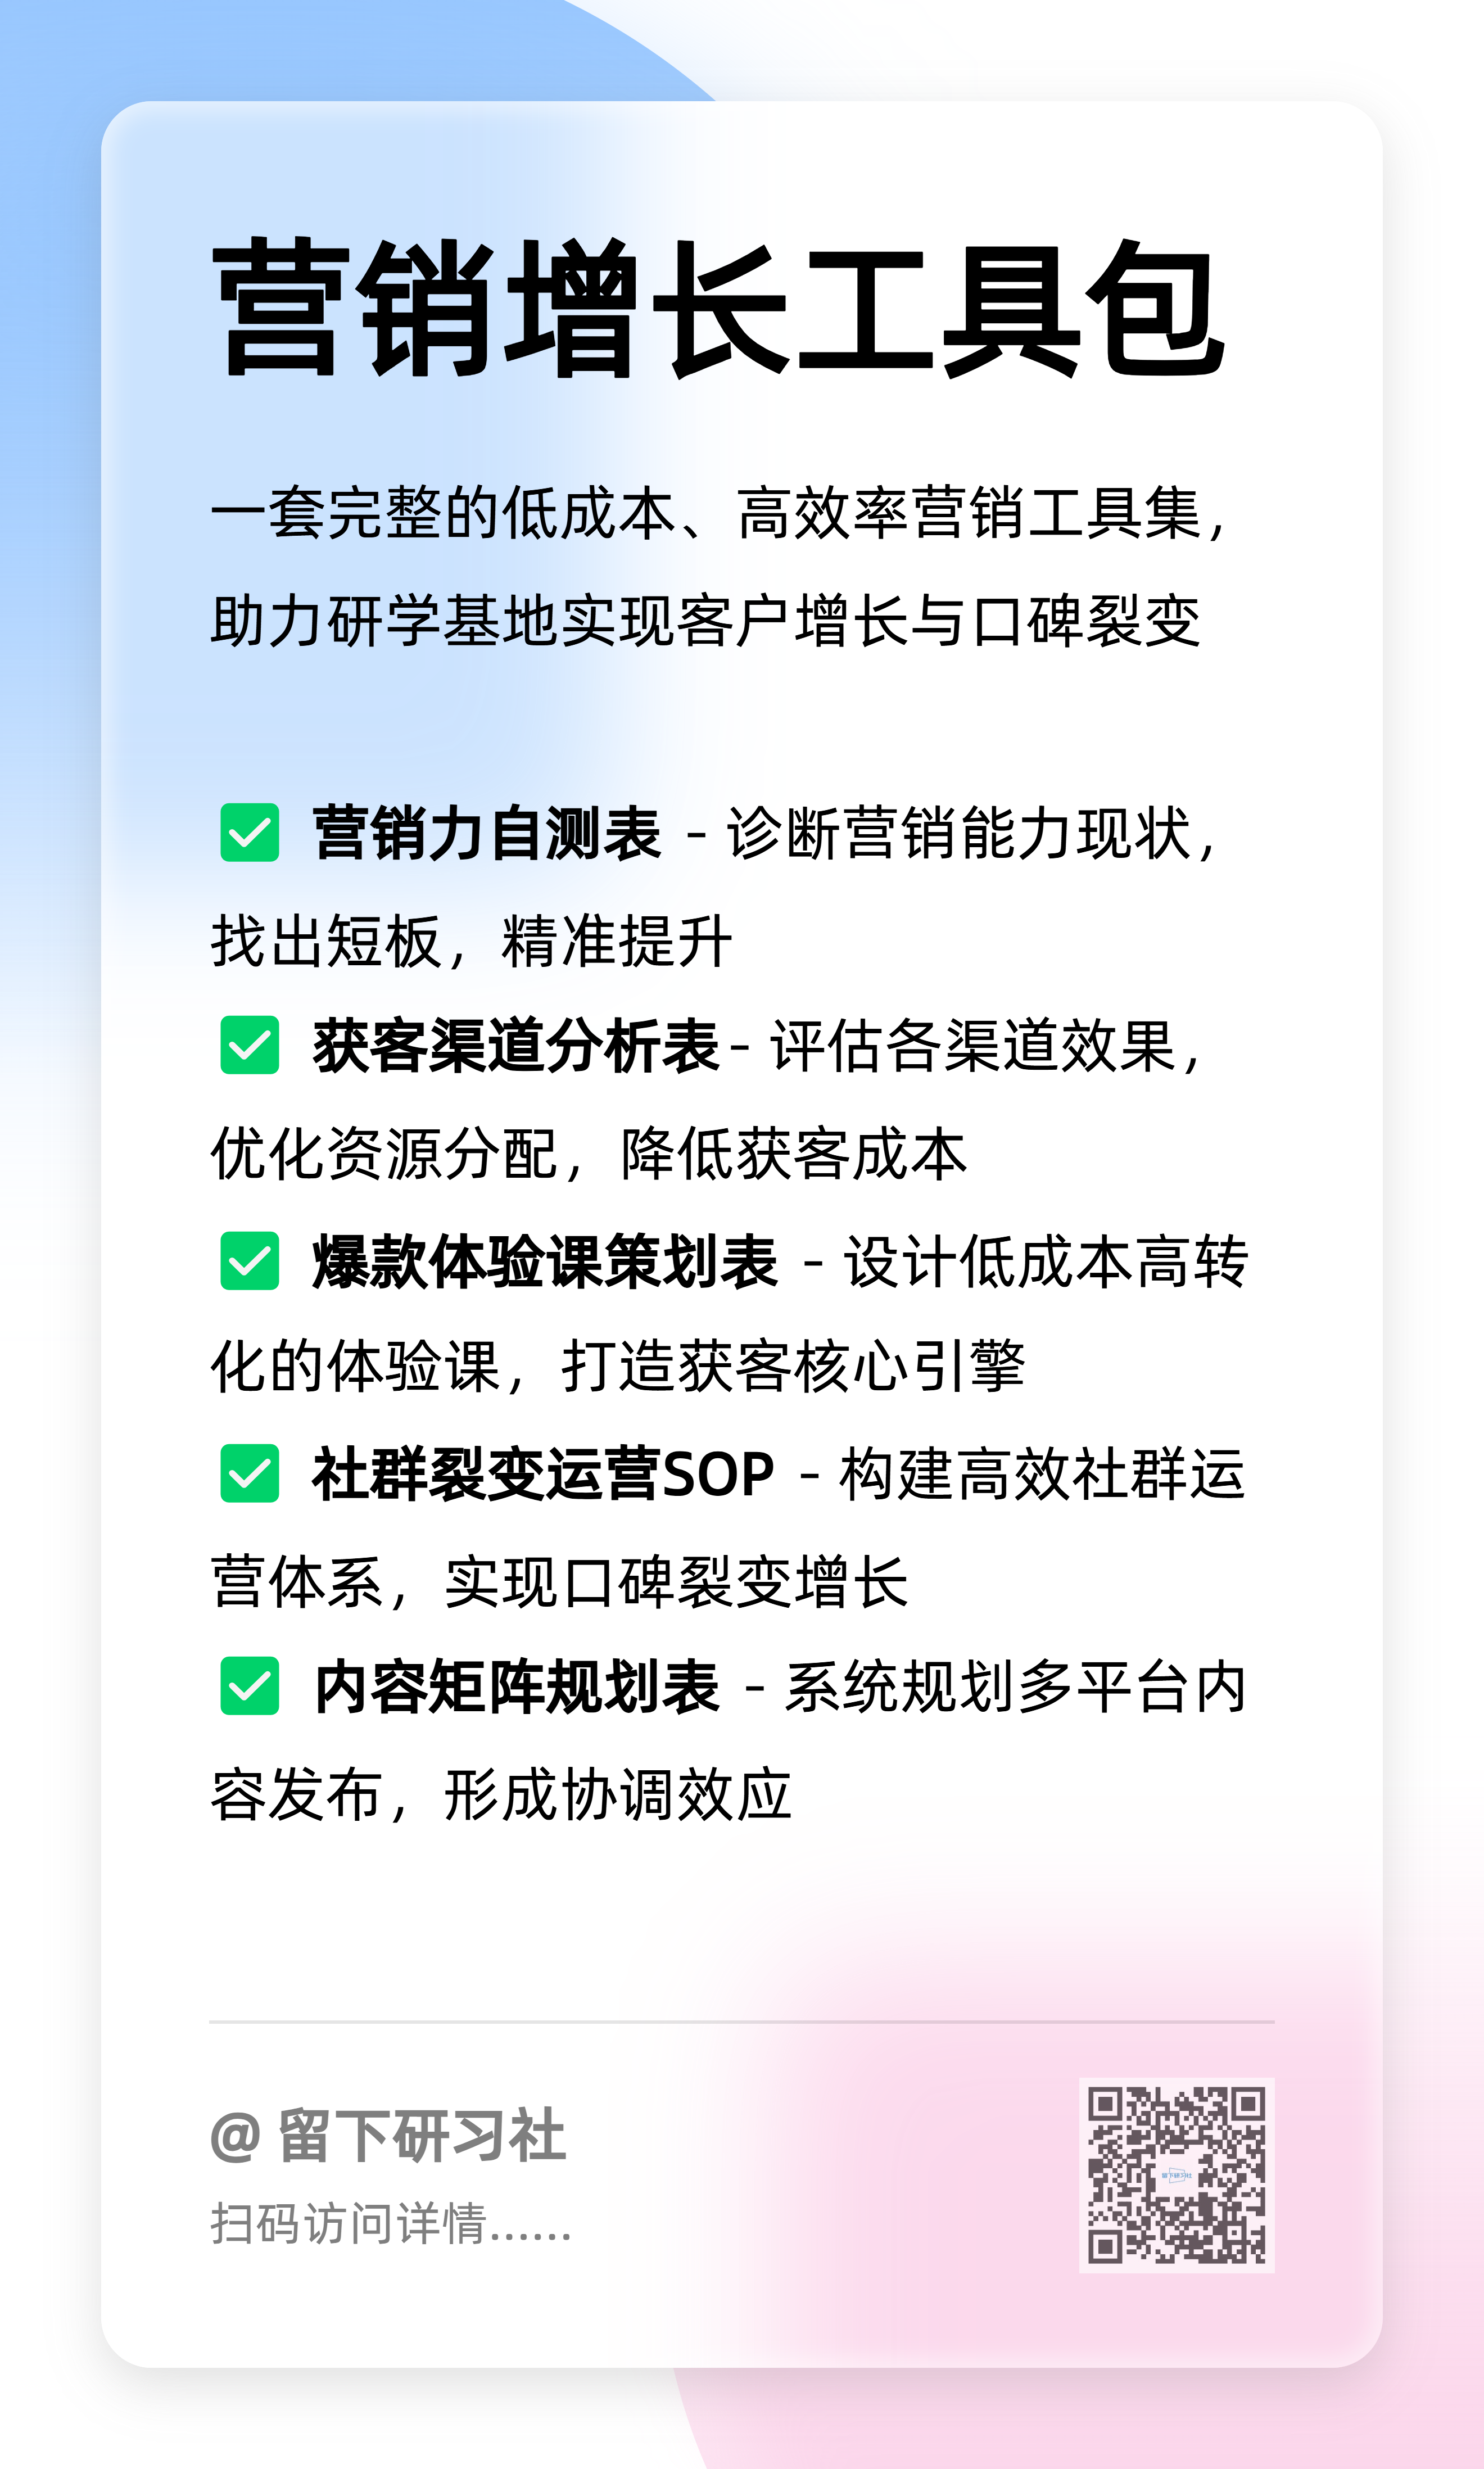 营销增长工具包
一套完整的低成本、高效率营销工具集，
助力研学基地实现客户增长与口碑裂变
✅ 营销力自测表 - 诊断营销能力现状，
找出短板，精准提升
✅ 获客渠道分析表- 评估各渠道效果，
优化资源分配，降低获客成本
✅ 爆款体验课策划表 - 设计低成本高转
化的体验课，打造获客核心引擎
✅ 社群裂变运营SOP - 构建高效社群运
营体系，实现口碑裂变增长
✅ 内容矩阵规划表 - 系统规划多平台内
容发布，形成协调效应
@ 留下研习社
扫码访问详情......
留下研习社